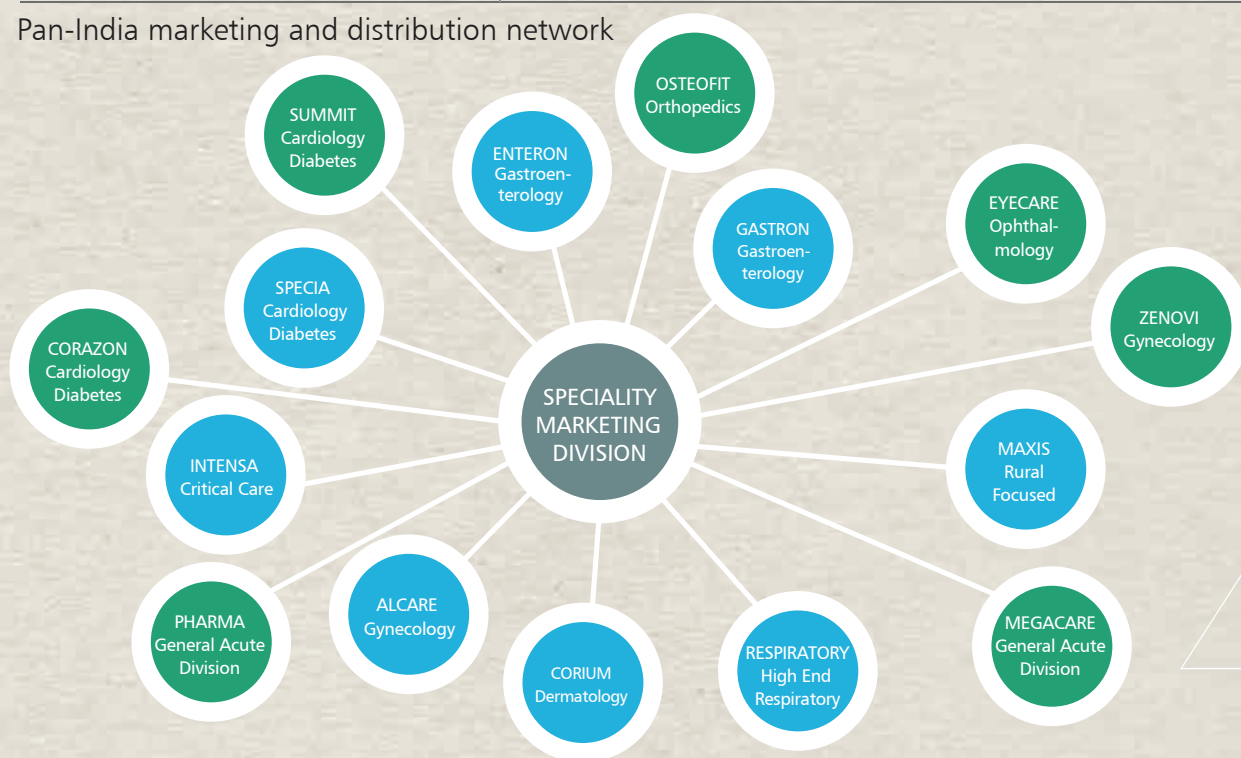 Pan-India marketing and distribution network
OSTEOFIT
Orthopedics
SUMMIT
Cardiology
Diabetes
ENTERON
Gastroen-
terology
GASTRON
Gastroen-
terology
EYECARE
Ophthal-
mology
SPECIA
Cardiology
Diabetes
ZENOVI
Gynecology
CORAZON
Cardiology
Diabetes
SPECIALITY
MARKETING
DIVISION
INTENSA
Critical Care
MAXIS
Rural
Focused
PHARMA
General Acute
Division
ALCARE
Gynecology
CORIUM
Dermatology
RESPIRATORY
High End
Respiratory
MEGACARE
General Acute
Division